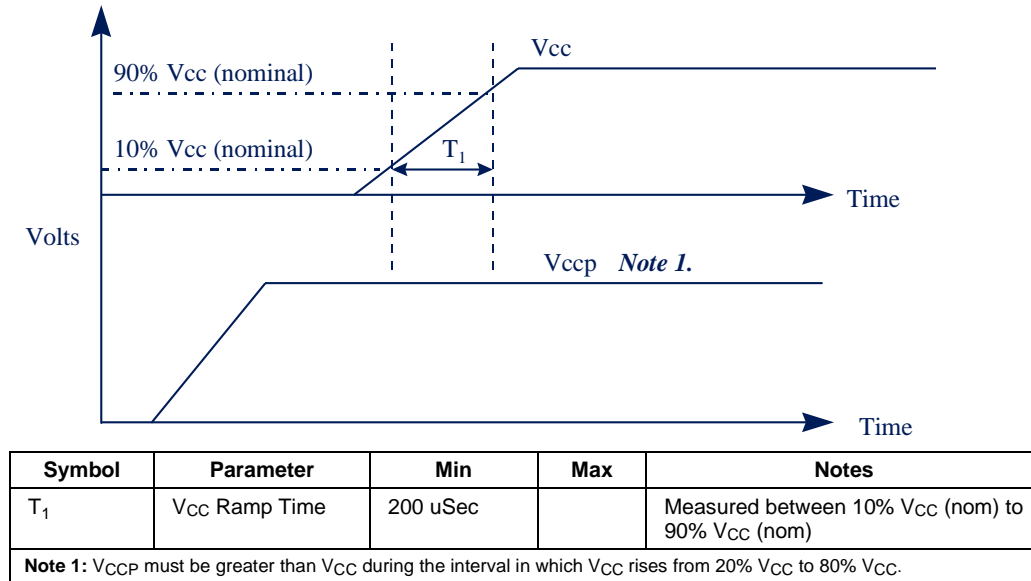 Vcc
90% Vcc (nominal)
10% Vcc (nominal)
T1
Time
Volts
Vccp Note 1.
Time
Symbol Parameter Min Max Notes
T1 VCC Ramp Time 200 uSec Measured between 10% VCC (nom) to
90% VCC (nom)
Note 1: VCCP must be greater than VCC during the interval in which VCC rises from 20% VCC to 80% VCC.